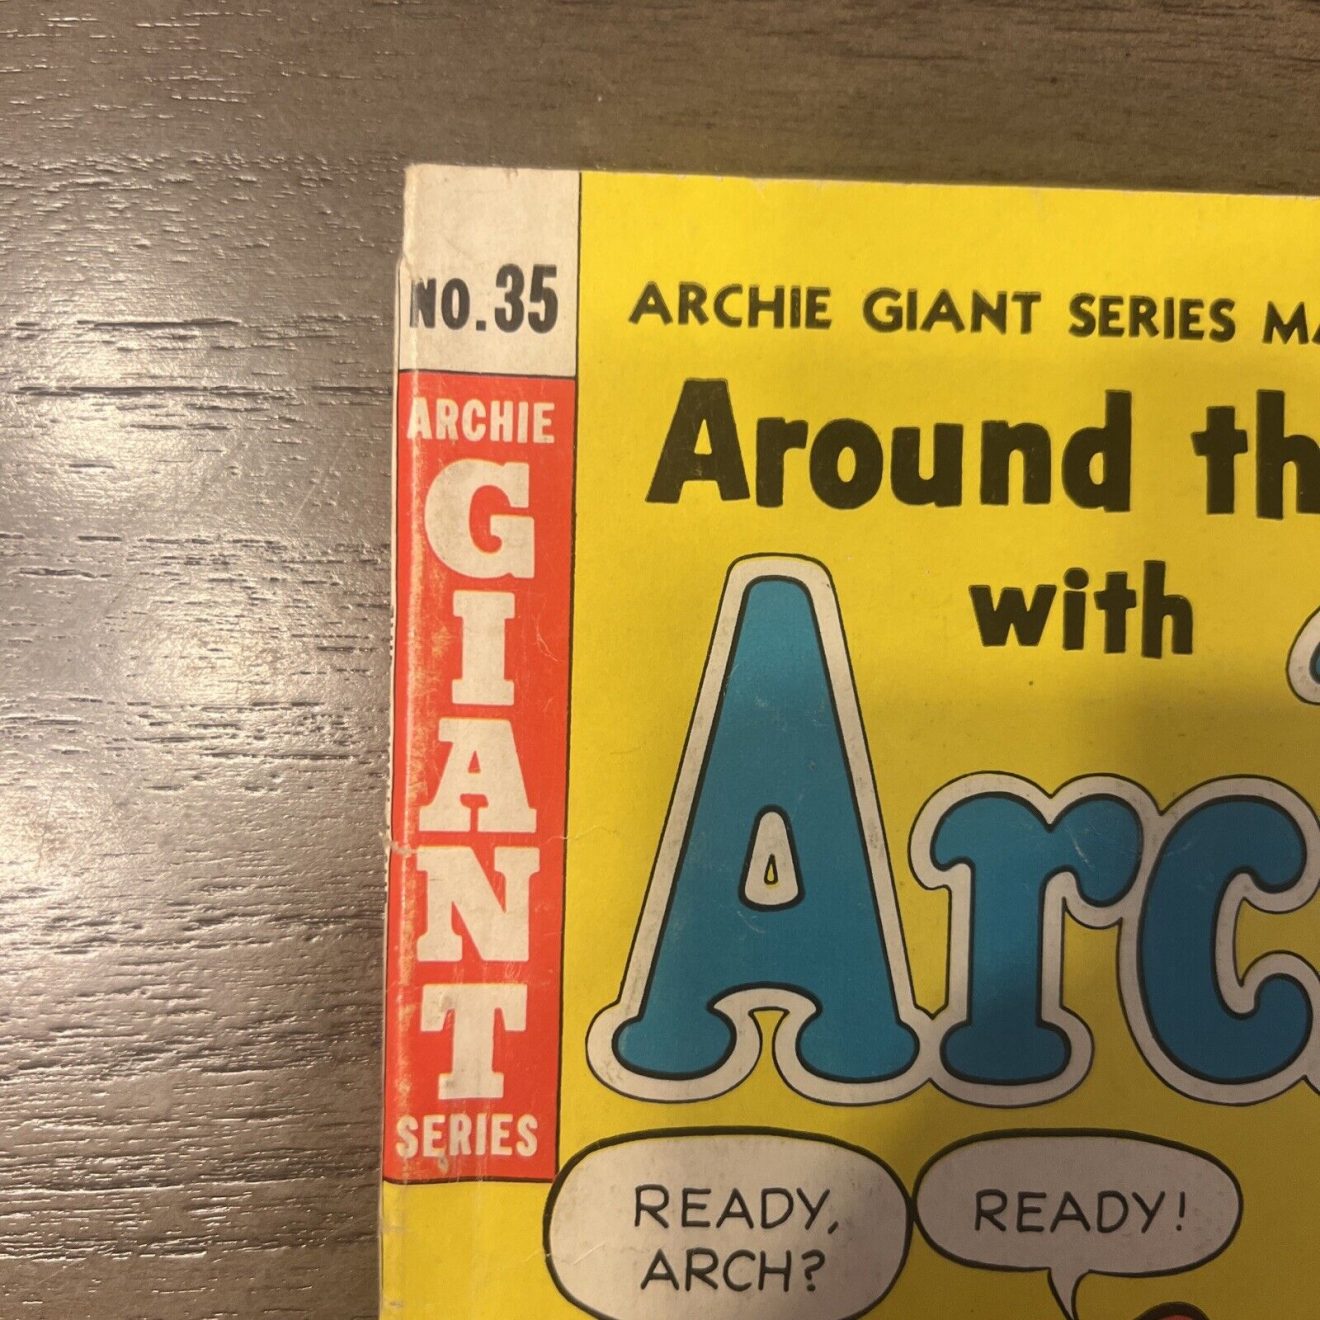 NO. 35
ARCHIE
GIANT
SERIES
ARCHIE GIANT SERIES MA
Around th
with
Arc
READY,
ARCH?
READY!